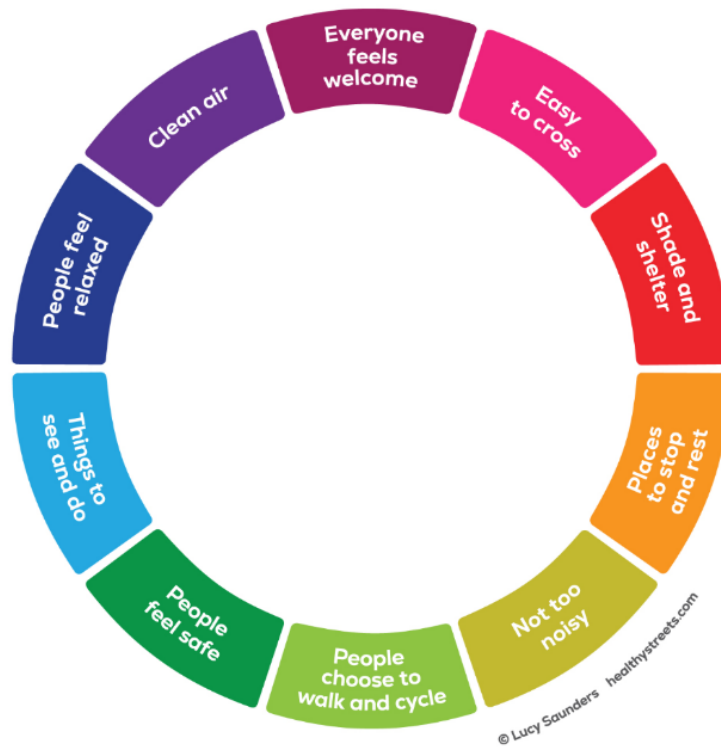 Everyone
feels
welcome
Easy
to cross
Shade and
shelter
Places
to stop
and rest
Not too
noisy
People
choose to
walk and cycle
People
feel safe
Things to
see and do
People feel
relaxed
Clean air
© Lucy Saunders healthystreets.com